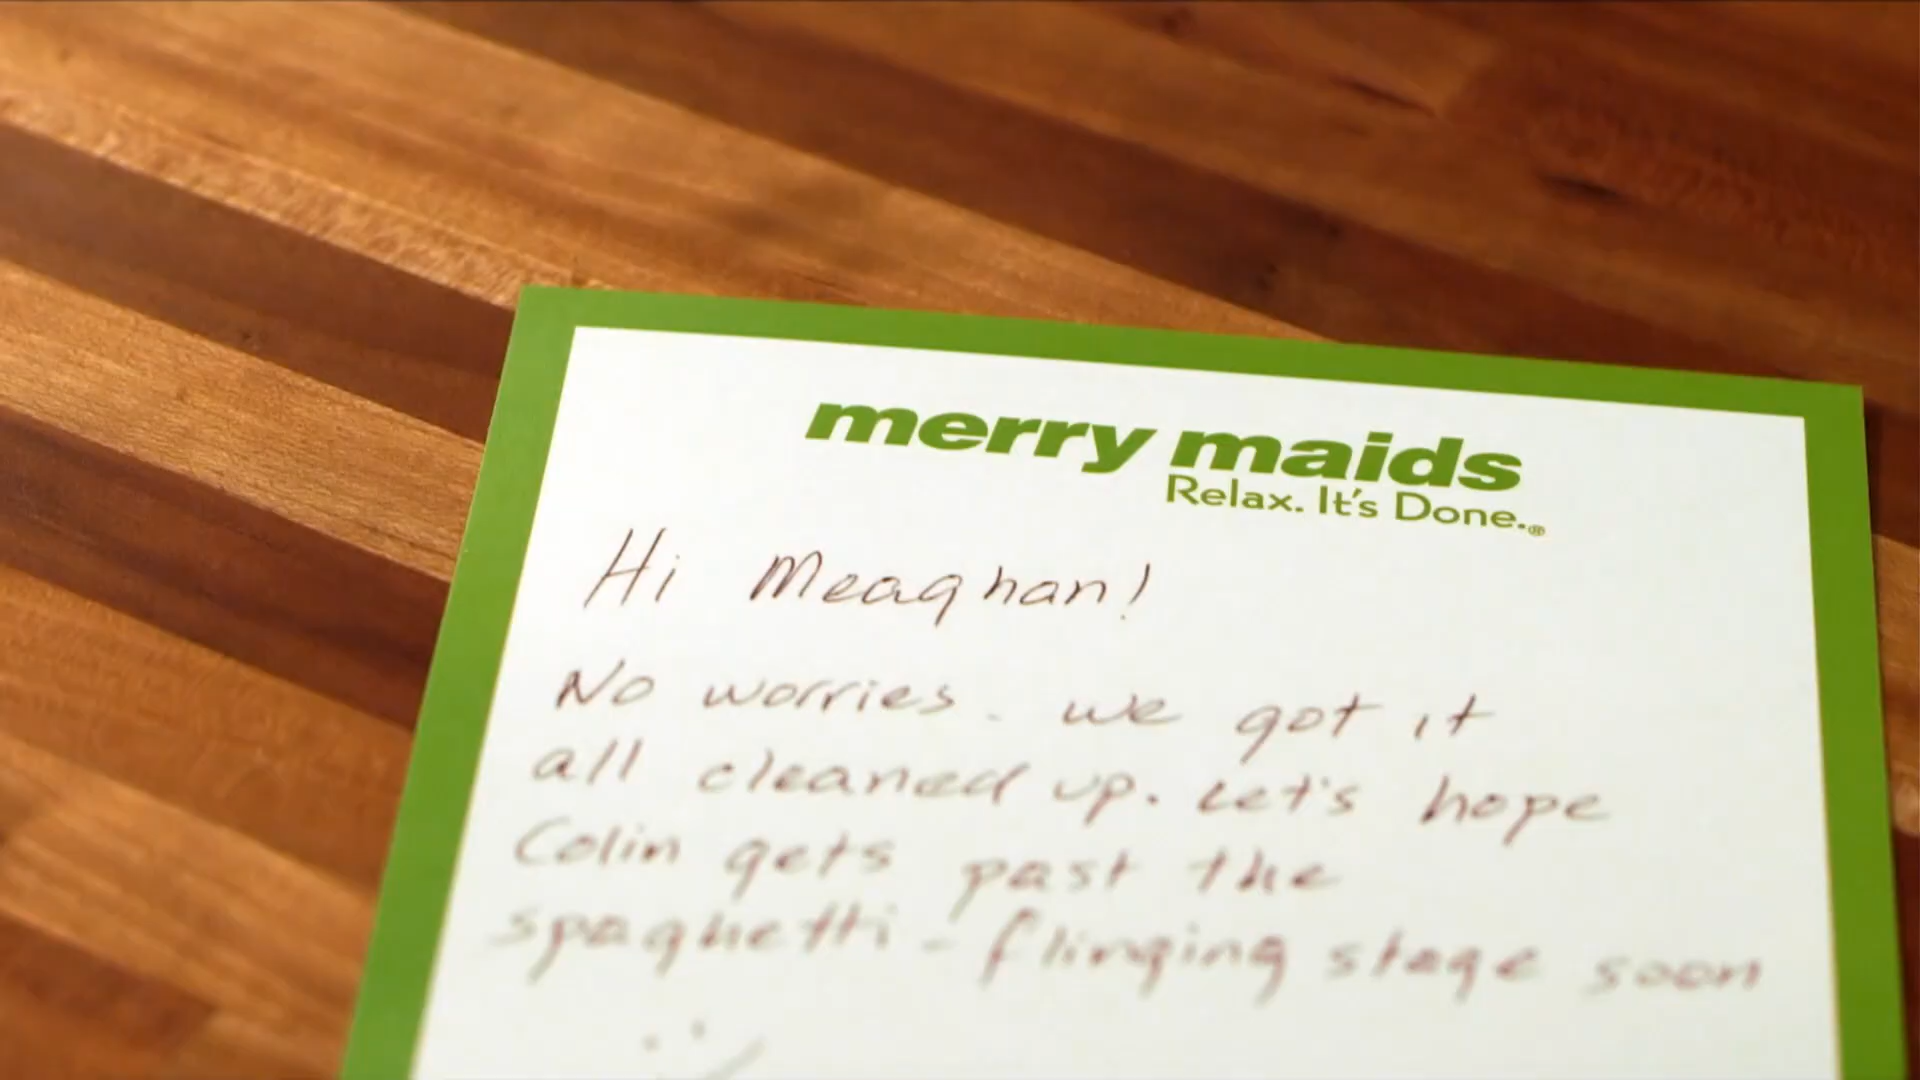 merry maids
Relax. It's Done.®
Hi Meaghan!
No worries. we got it
all cleaned up. Let's hope
Colin gets past the
spaghetti-flinging stage soon